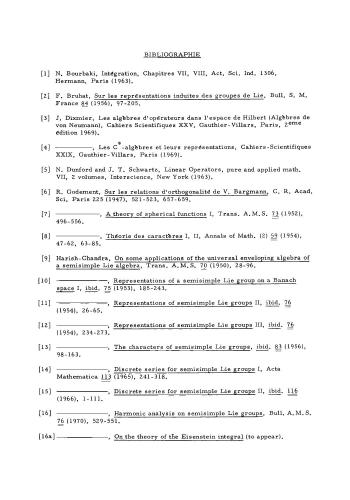 BIBLIOGRAPHIE
[1] N. Bourbaki, Intégration, Chapitres VII, VIII, Act. Sci. Ind. 1306,
Hermann, Paris (1963).
[2] F. Bruhat, Sur les représentations induites des groupes de Lie, Bull, S. M.
France 84 (1956), 97-205.
[3] J. Dixmier, Les algèbres d'opérateurs dans l'espace de Hilbert (Algèbres de
von Neumann), Cahiers Scientifiques XXV, Gauthier-Villars, Paris, 2ème
édition 1969).
[4] ————, Les C*-algèbres et leurs représentations, Cahiers-Scientifiques
XXIX, Gauthier-Villars, Paris (1969).
[5] N. Dunford and J. T. Schwartz, Linear Operators, pure and applied math.
VII, 2 volumes, Interscience, New York (1963).
[6] R. Godement, Sur les relations d'orthogonalité de V. Bargmann, C. R. Acad.
Sci. Paris 225 (1947), 521-523, 657-659.
[7] ————, A theory of spherical functions I, Trans. A.M.S. 73 (1952),
496-556.
[8] ————, Théorie des caractères I, II, Annals of Math. (2) 59 (1954),
47-62, 63-85.
[9] Harish-Chandra, On some applications of the universal enveloping algebra of
a semisimple Lie algebra, Trans. A.M.S. 70 (1950), 28-96.
[10] ————, Representations of a semisimple Lie group on a Banach
space I, ibid. 75 (1953), 185-243.
[11] ————, Representations of semisimple Lie groups II, ibid. 76
(1954), 26-65.
[12] ————, Representations of semisimple Lie groups III, ibid. 76
(1954), 234-273.
[13] ————, The characters of semisimple Lie groups, ibid. 83 (1956),
98-163.
[14] ————, Discrete series for semisimple Lie groups I, Acta
Mathematica 113 (1965), 241-318.
[15] ————, Discrete series for semisimple Lie groups II, ibid. 116
(1966), 1-111.
[16] ————, Harmonic analysis on semisimple Lie groups, Bull. A.M.S.
76 (1970), 529-551.
[16a] ————, On the theory of the Eisenstein integral (to appear).